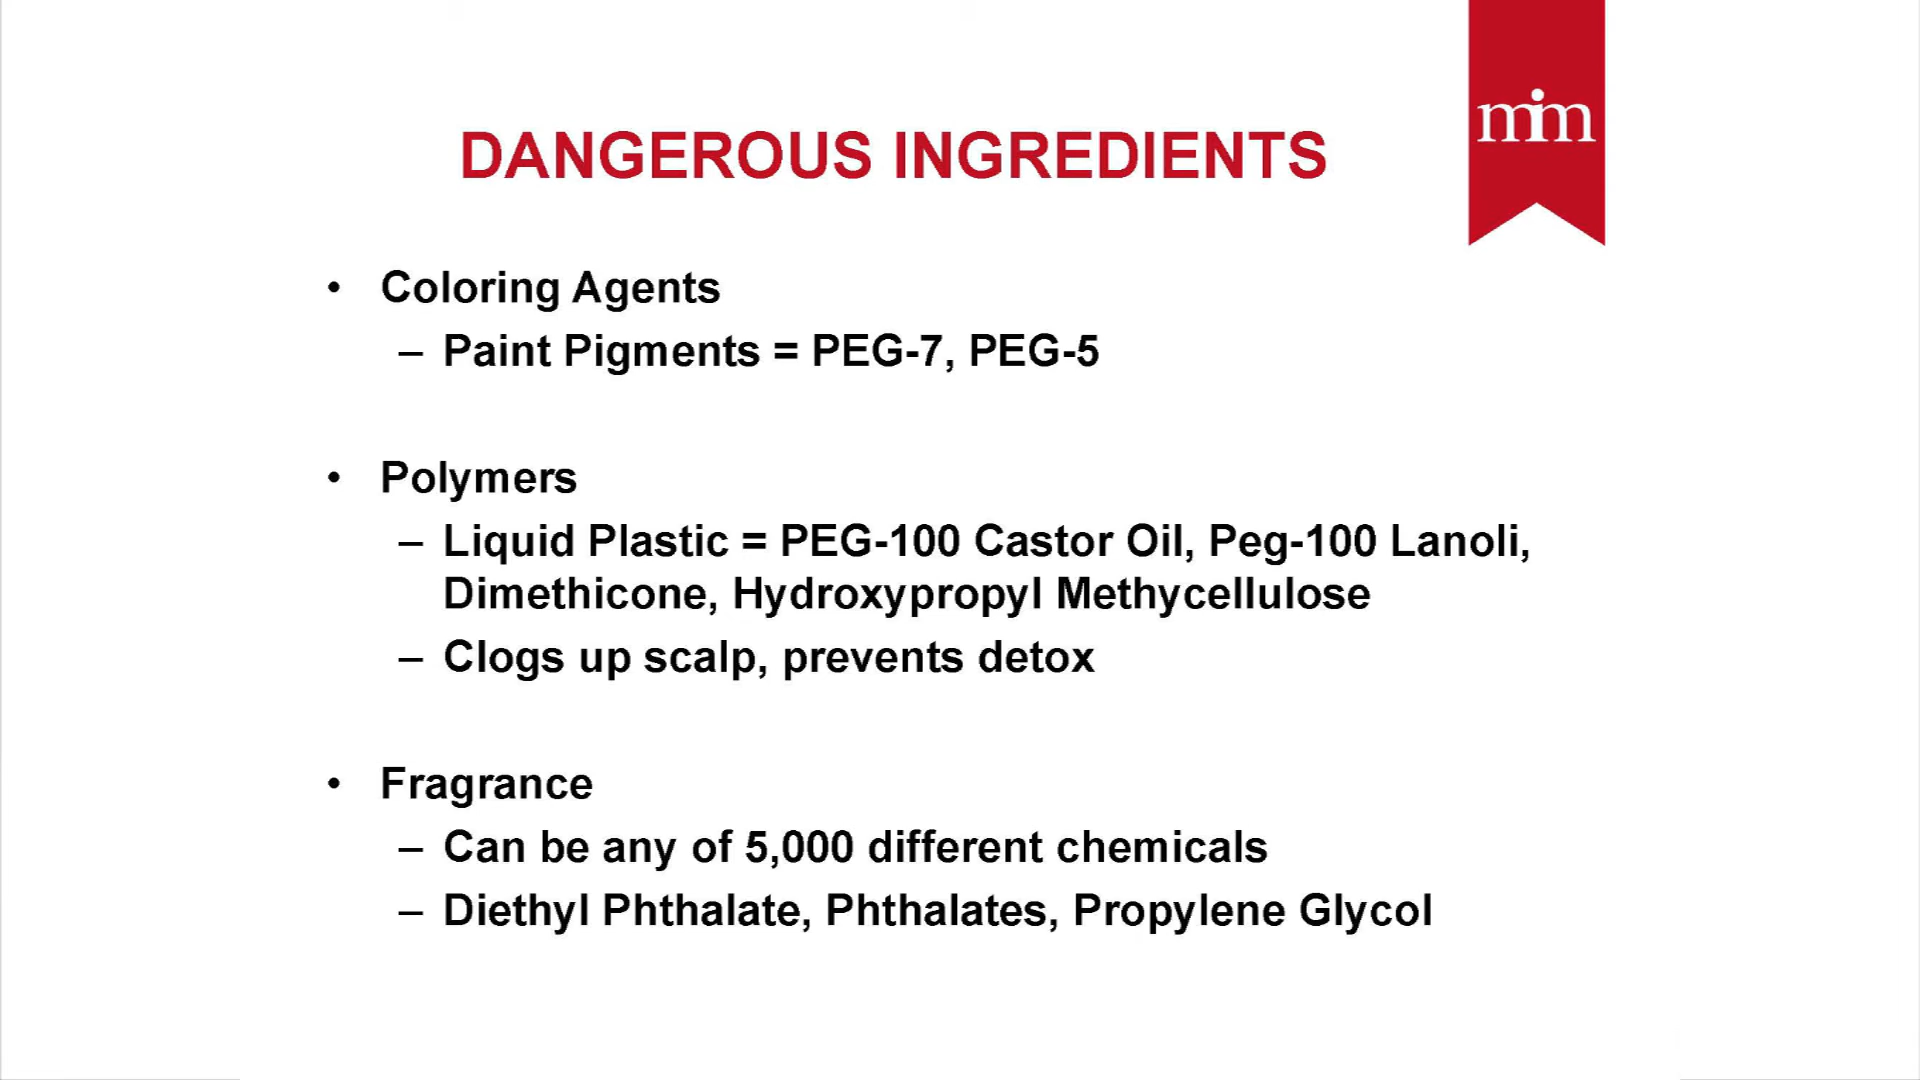 mm
DANGEROUS INGREDIENTS
• Coloring Agents
– Paint Pigments = PEG-7, PEG-5
• Polymers
– Liquid Plastic = PEG-100 Castor Oil, Peg-100 Lanoli,
Dimethicone, Hydroxypropyl Methycellulose
– Clogs up scalp, prevents detox
• Fragrance
– Can be any of 5,000 different chemicals
– Diethyl Phthalate, Phthalates, Propylene Glycol